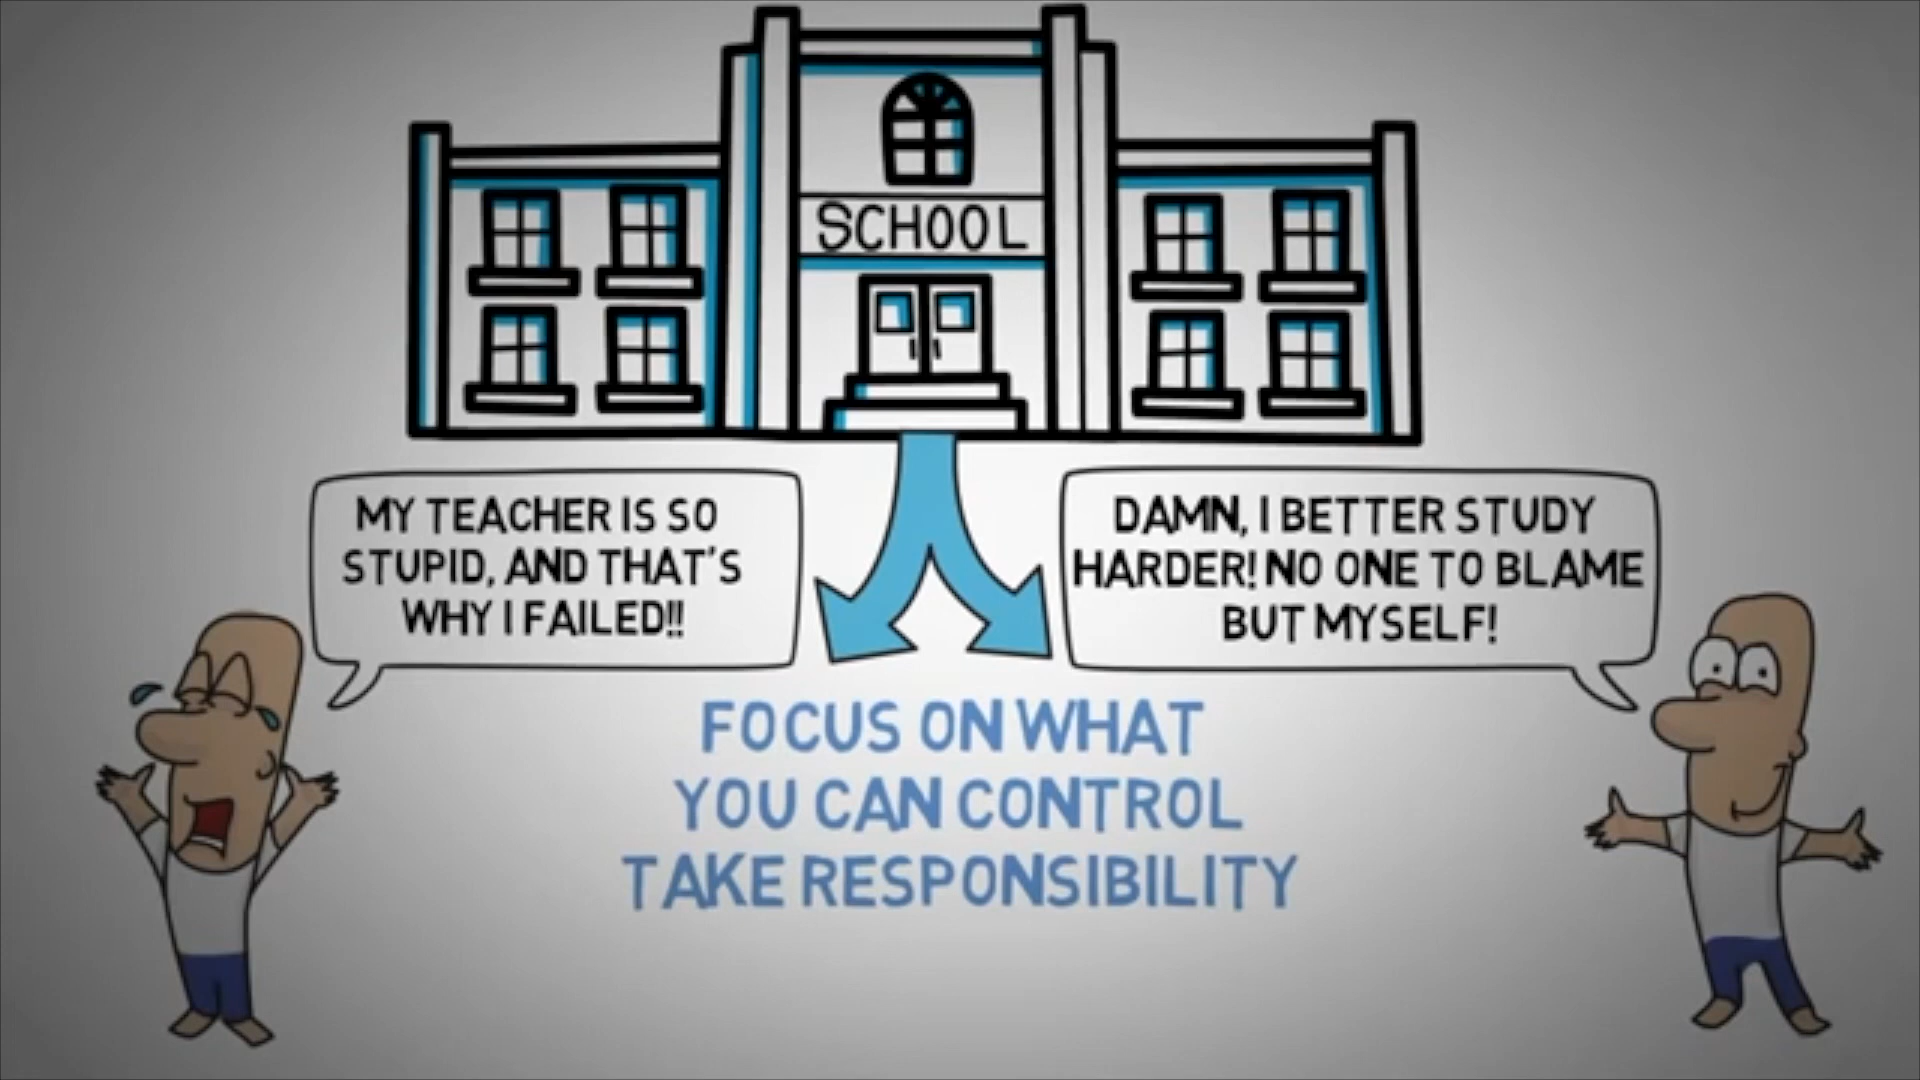 SCHOOL
MY TEACHER IS SO
STUPID, AND THAT'S
WHY I FAILED!!
DAMN, I BETTER STUDY
HARDER! NO ONE TO BLAME
BUT MYSELF!
FOCUS ON WHAT
YOU CAN CONTROL
TAKE RESPONSIBILITY